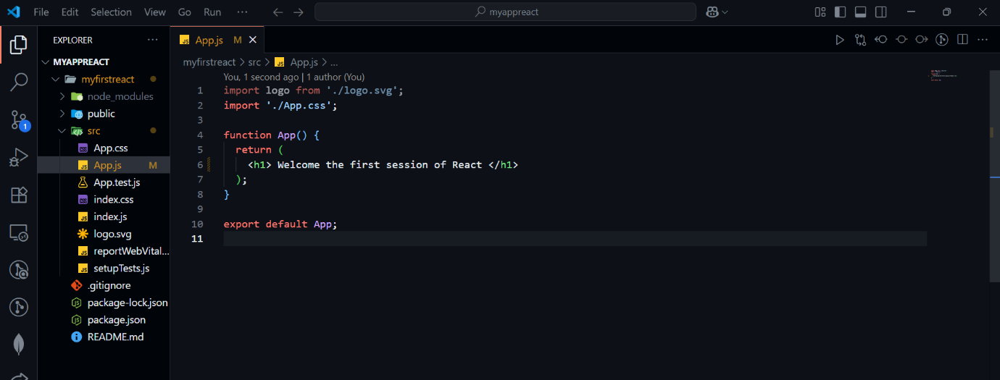 File Edit Selection View Go Run ··· myappreact
EXPLORER ···
MYAPPREACT
myfirstreact
node_modules
public
src
App.css
App.js M
App.test.js
index.css
index.js
logo.svg
reportWebVital...
setupTests.js
.gitignore
package-lock.json
package.json
README.md
1
App.js M
myfirstreact > src > App.js > ...
You, 1 second ago | 1 author (You)
1 import logo from './logo.svg';
2 import './App.css';
3
4 function App() {
5 return (
6 <h1> Welcome the first session of React </h1>
7 );
8 }
9
10 export default App;
11